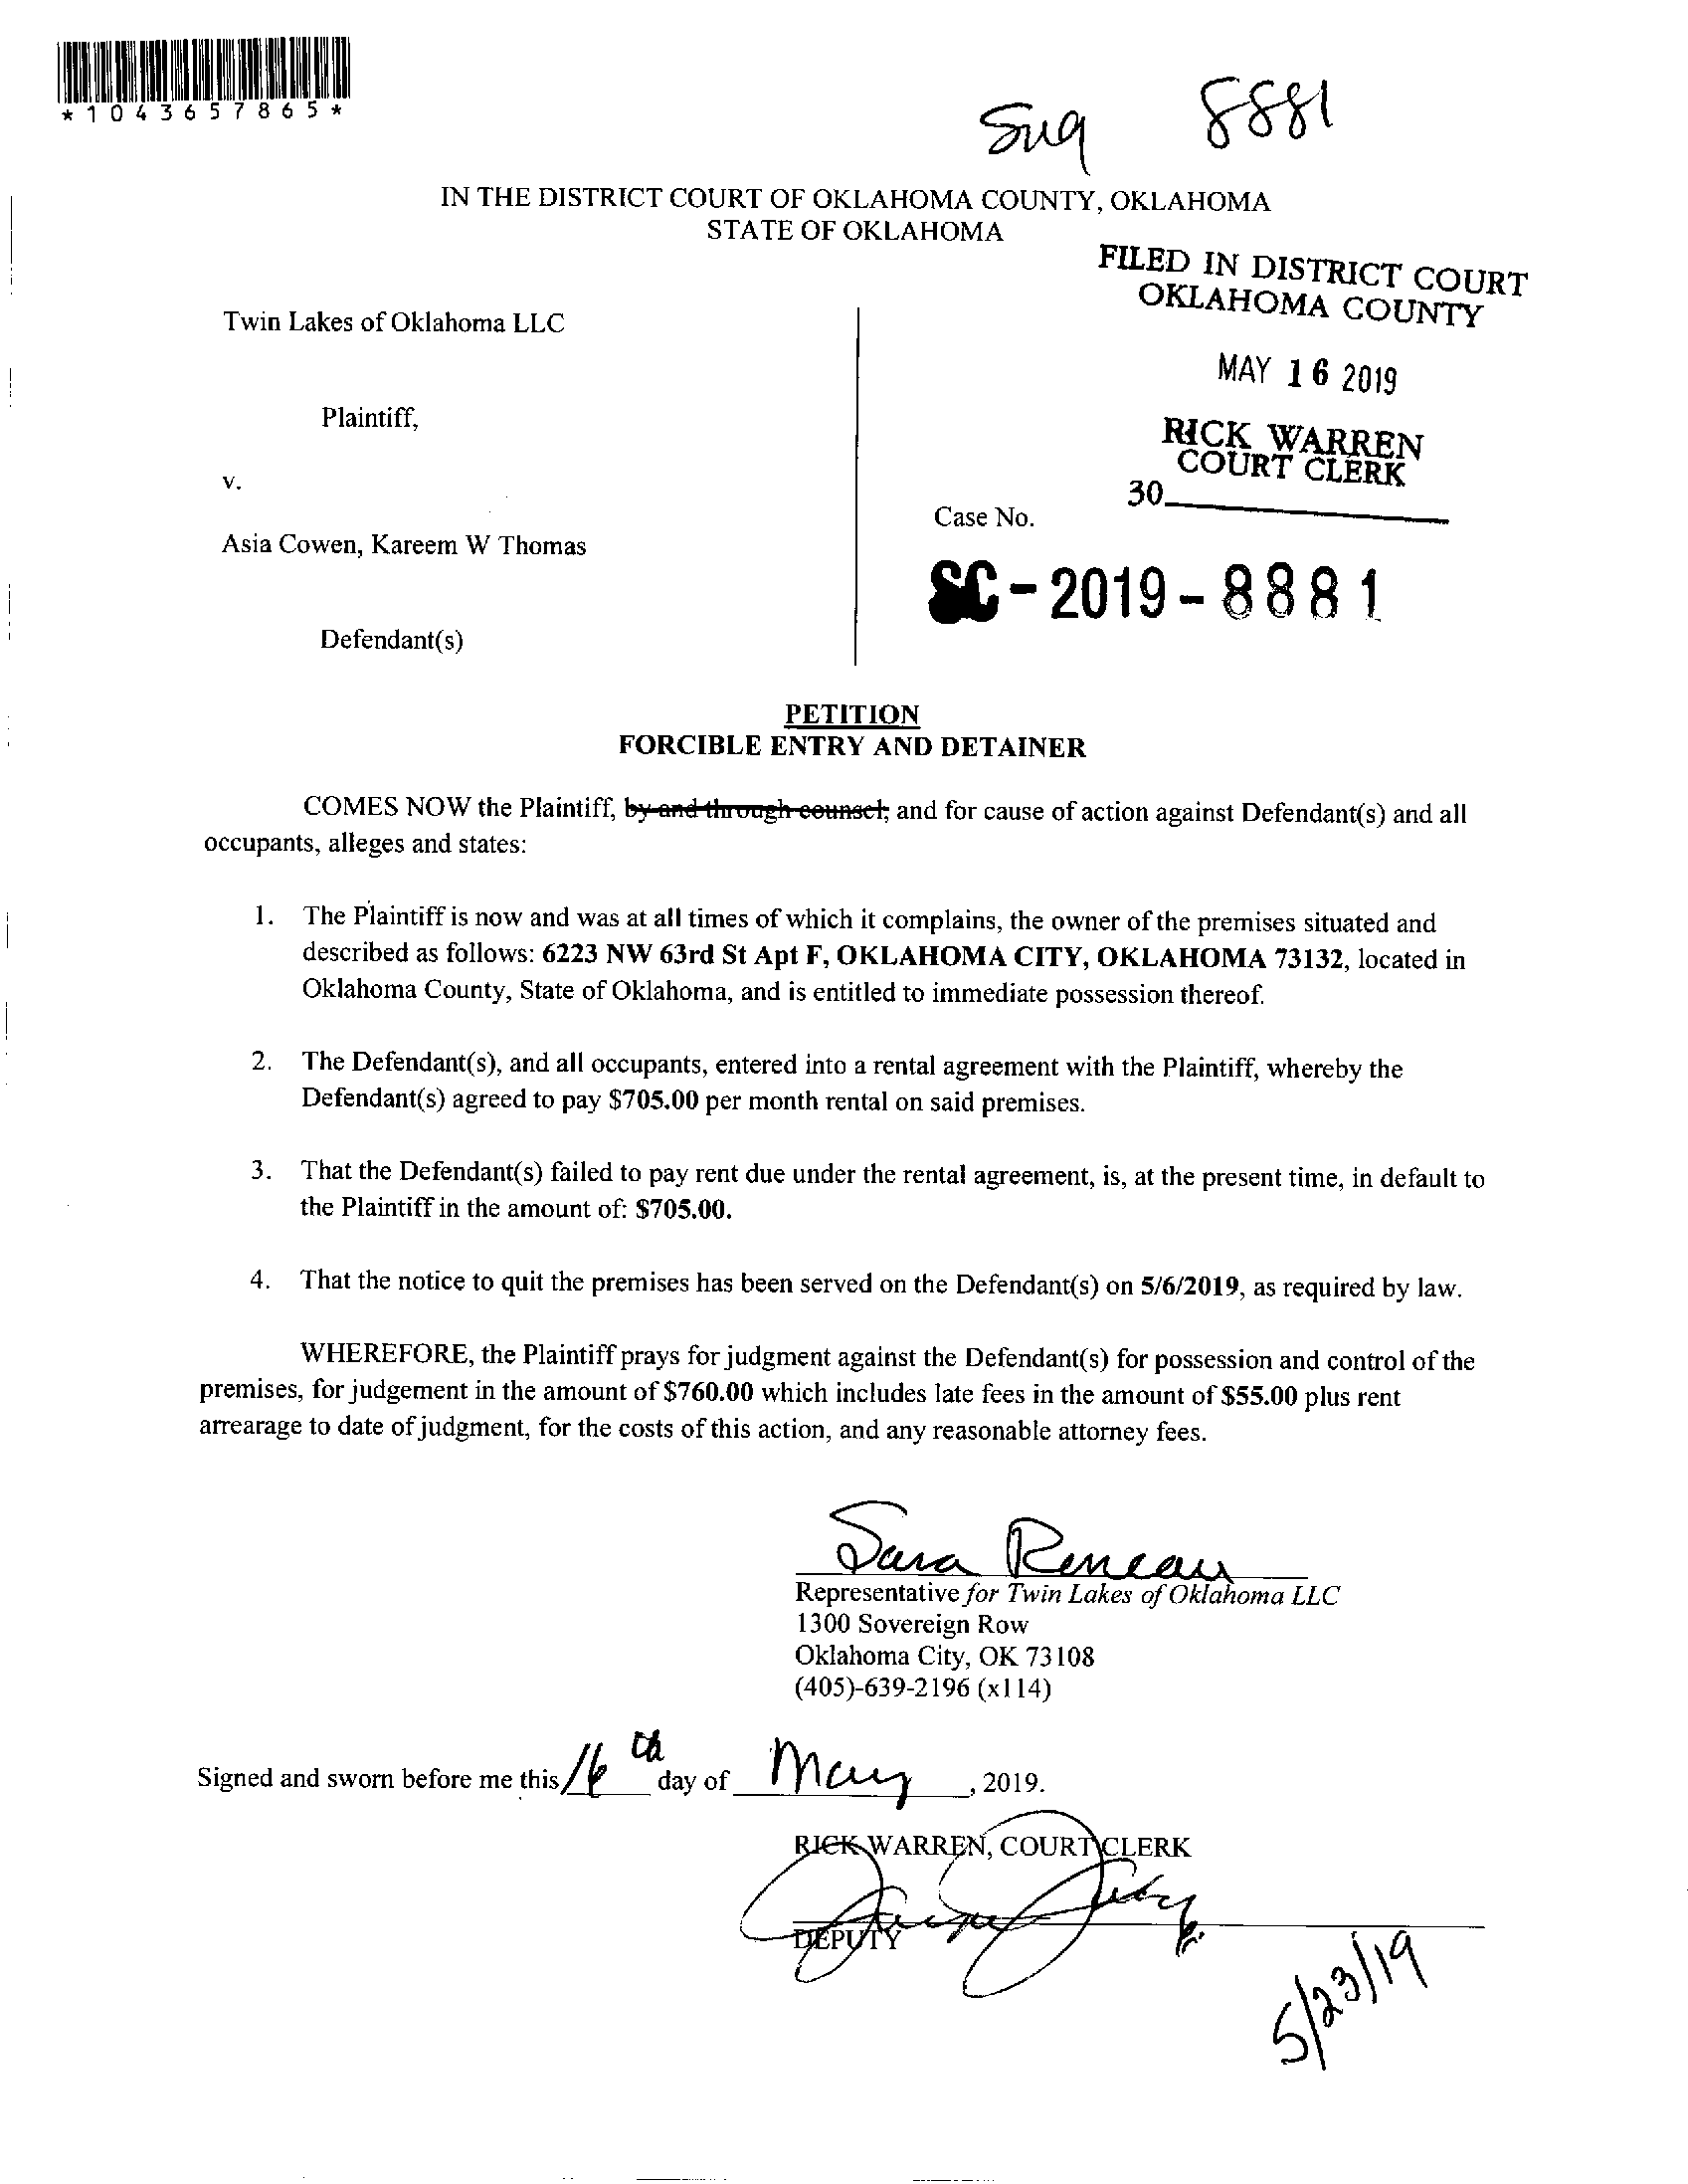 *1043657865*
8881
IN THE DISTRICT COURT OF OKLAHOMA COUNTY, OKLAHOMA
STATE OF OKLAHOMA
FILED IN DISTRICT COURT
OKLAHOMA COUNTY
MAY 16 2019
RICK WARREN
COURT CLERK
30
Twin Lakes of Oklahoma LLC
Plaintiff,
v.
Asia Cowen, Kareem W Thomas
Defendant(s)
Case No.
SC-2019-8881
PETITION
FORCIBLE ENTRY AND DETAINER
COMES NOW the Plaintiff, by and through counsel, and for cause of action against Defendant(s) and all
occupants, alleges and states:
1. The Plaintiff is now and was at all times of which it complains, the owner of the premises situated and
described as follows: 6223 NW 63rd St Apt F, OKLAHOMA CITY, OKLAHOMA 73132, located in
Oklahoma County, State of Oklahoma, and is entitled to immediate possession thereof.
2. The Defendant(s), and all occupants, entered into a rental agreement with the Plaintiff, whereby the
Defendant(s) agreed to pay $705.00 per month rental on said premises.
3. That the Defendant(s) failed to pay rent due under the rental agreement, is, at the present time, in default to
the Plaintiff in the amount of: $705.00.
4. That the notice to quit the premises has been served on the Defendant(s) on 5/6/2019, as required by law.
WHEREFORE, the Plaintiff prays for judgment against the Defendant(s) for possession and control of the
premises, for judgement in the amount of $760.00 which includes late fees in the amount of $55.00 plus rent
arrearage to date of judgment, for the costs of this action, and any reasonable attorney fees.
Sara Reneau
Representative for Twin Lakes of Oklahoma LLC
1300 Sovereign Row
Oklahoma City, OK 73108
(405)-639-2196 (x114)
Signed and sworn before me this 16th day of May, 2019.
RICK WARREN, COURT CLERK
DEPUTY
5/23/19